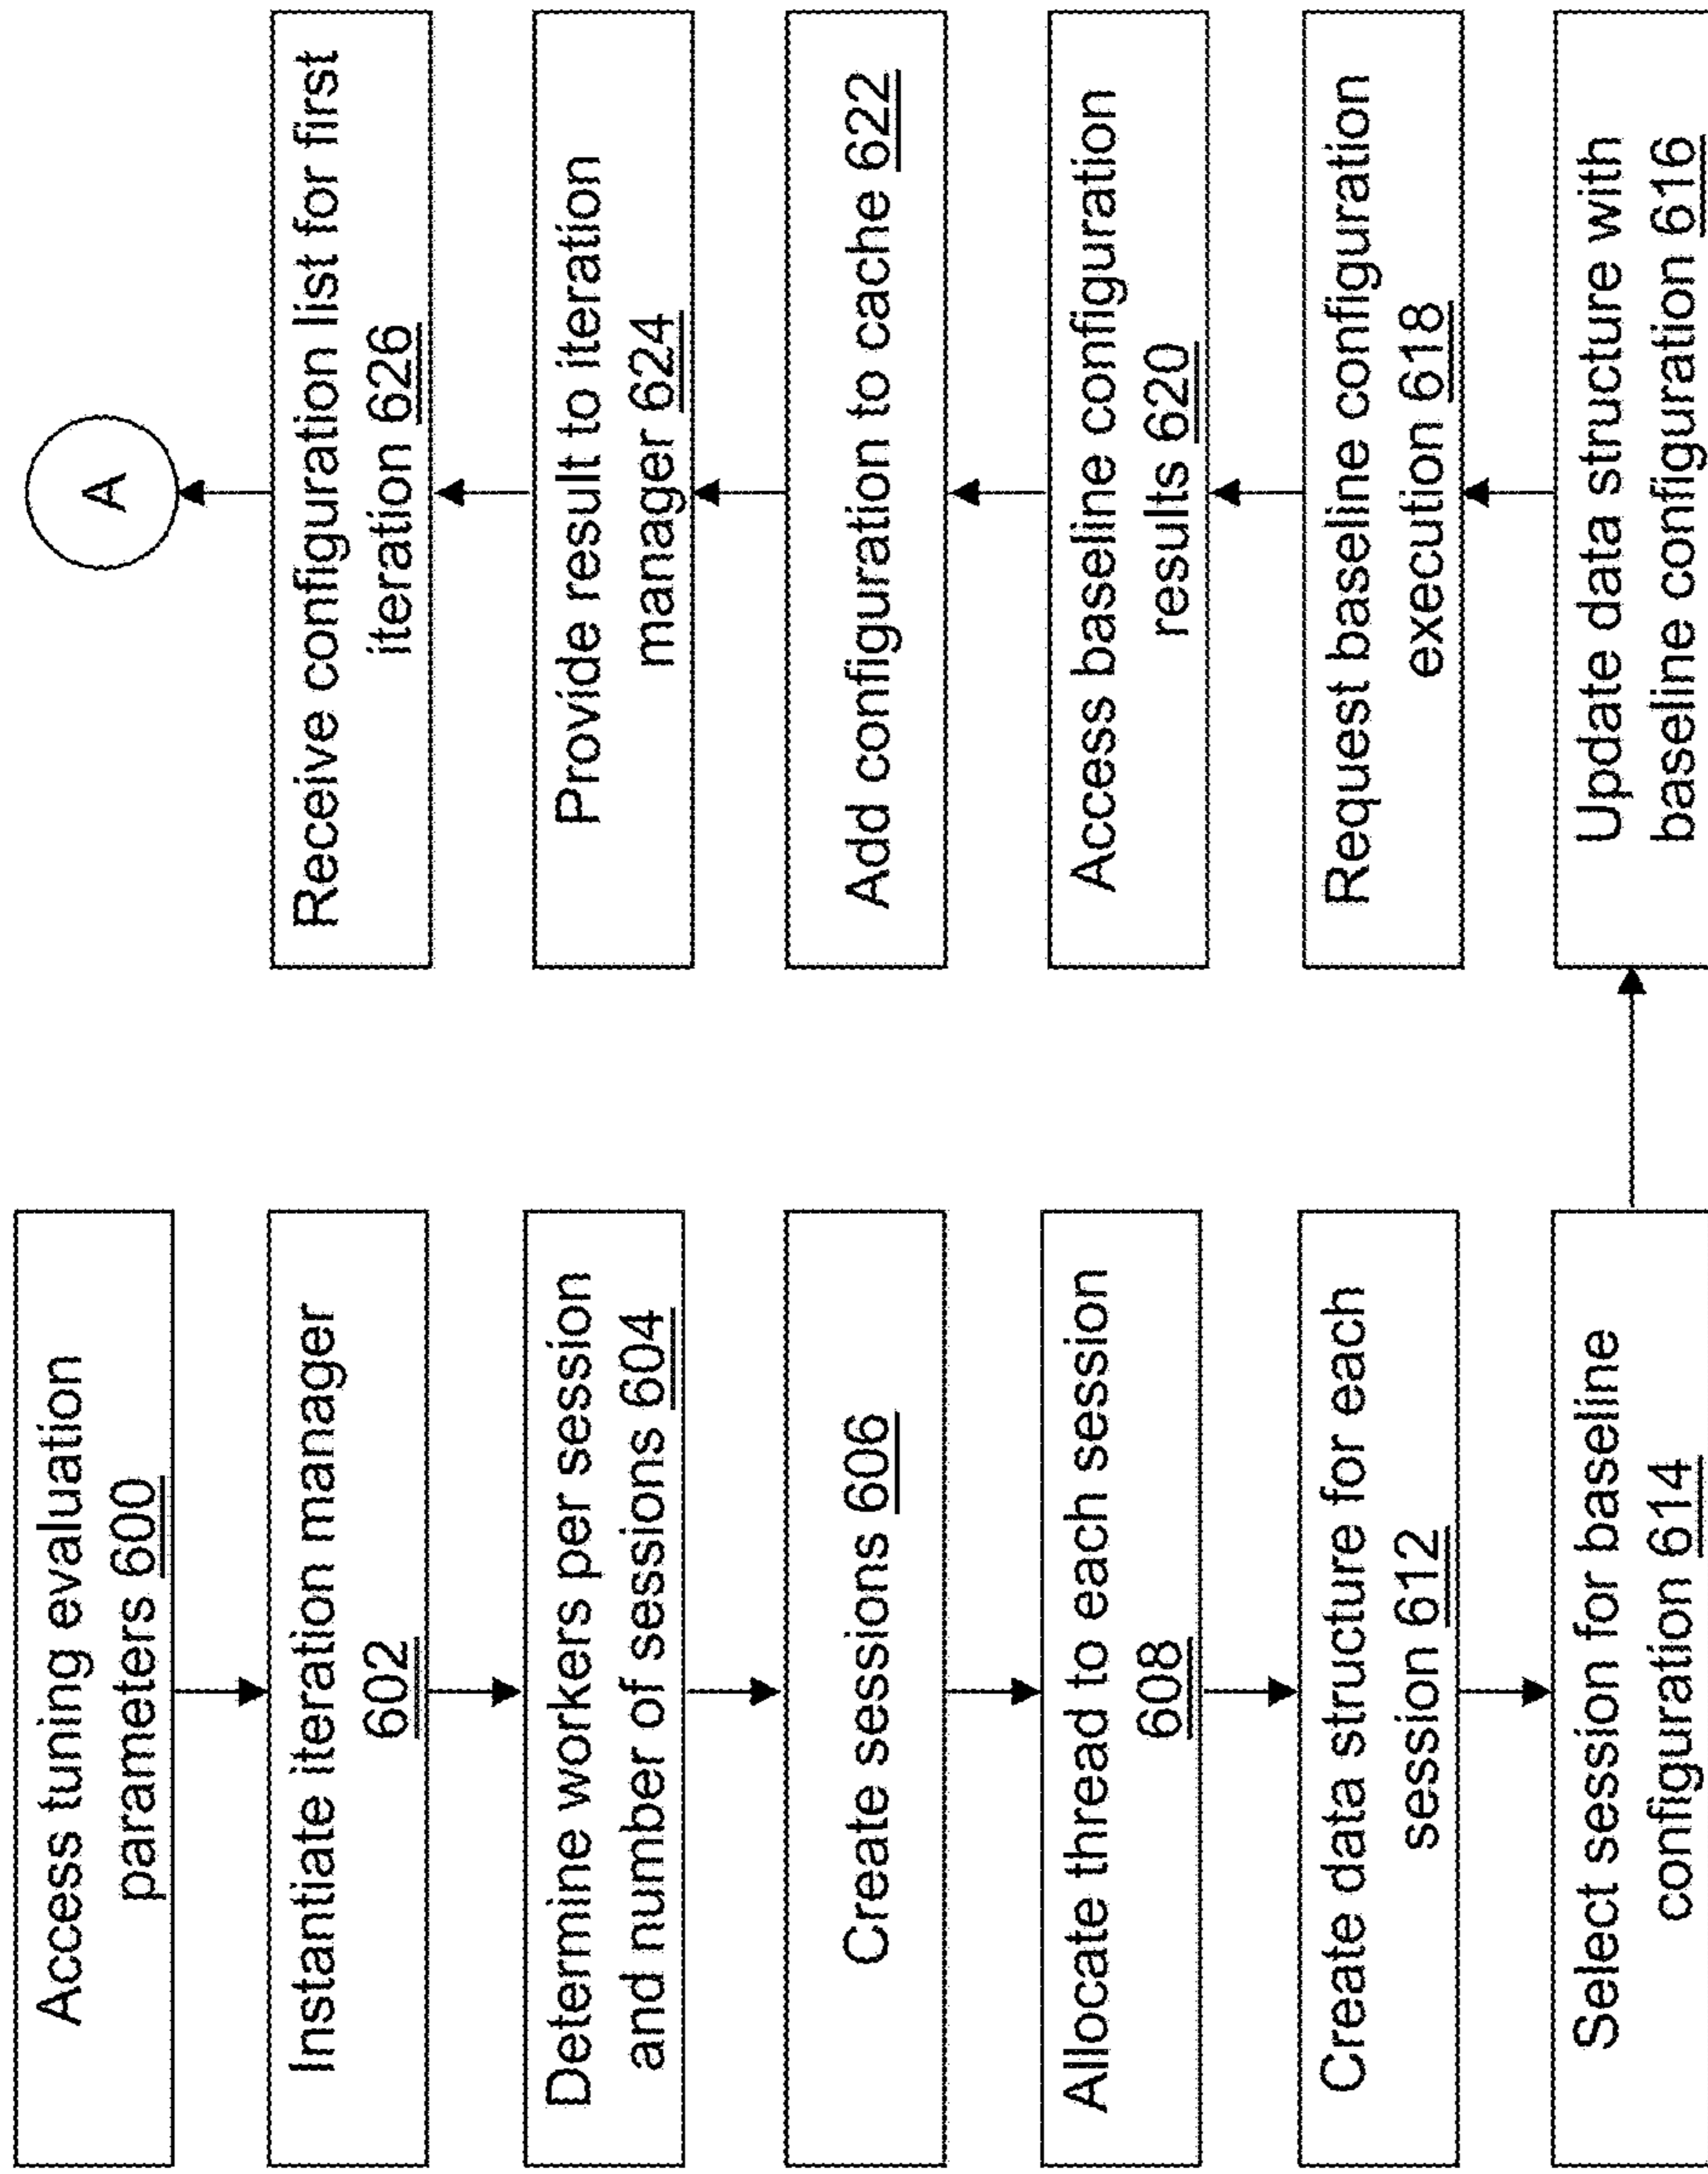 Access tuning evaluation
parameters 600
Instantiate iteration manager
602
Determine workers per session
and number of sessions 604
Create sessions 606
Allocate thread to each session
608
Create data structure for each
session 612
Select session for baseline
configuration 614
Update data structure with
baseline configuration 616
Request baseline configuration
execution 618
Access baseline configuration
results 620
Add configuration to cache 622
Provide result to iteration
manager 624
Receive configuration list for first
iteration 626
A